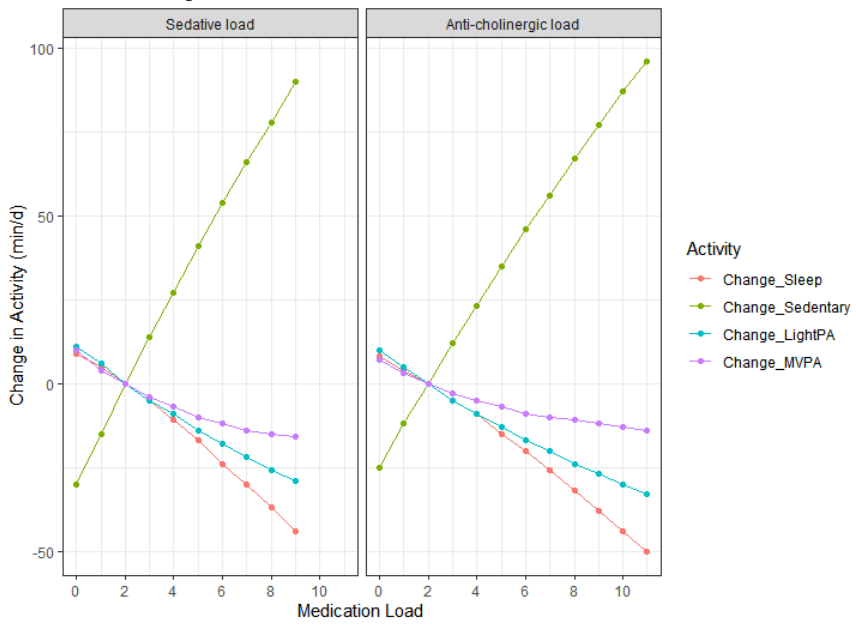 Sedative load
Anti-cholinergic load
100
50
0
-50
Change in Activity (min/d)
0 2 4 6 8 10
0 2 4 6 8 10
Medication Load
Activity
Change_Sleep
Change_Sedentary
Change_LightPA
Change_MVPA